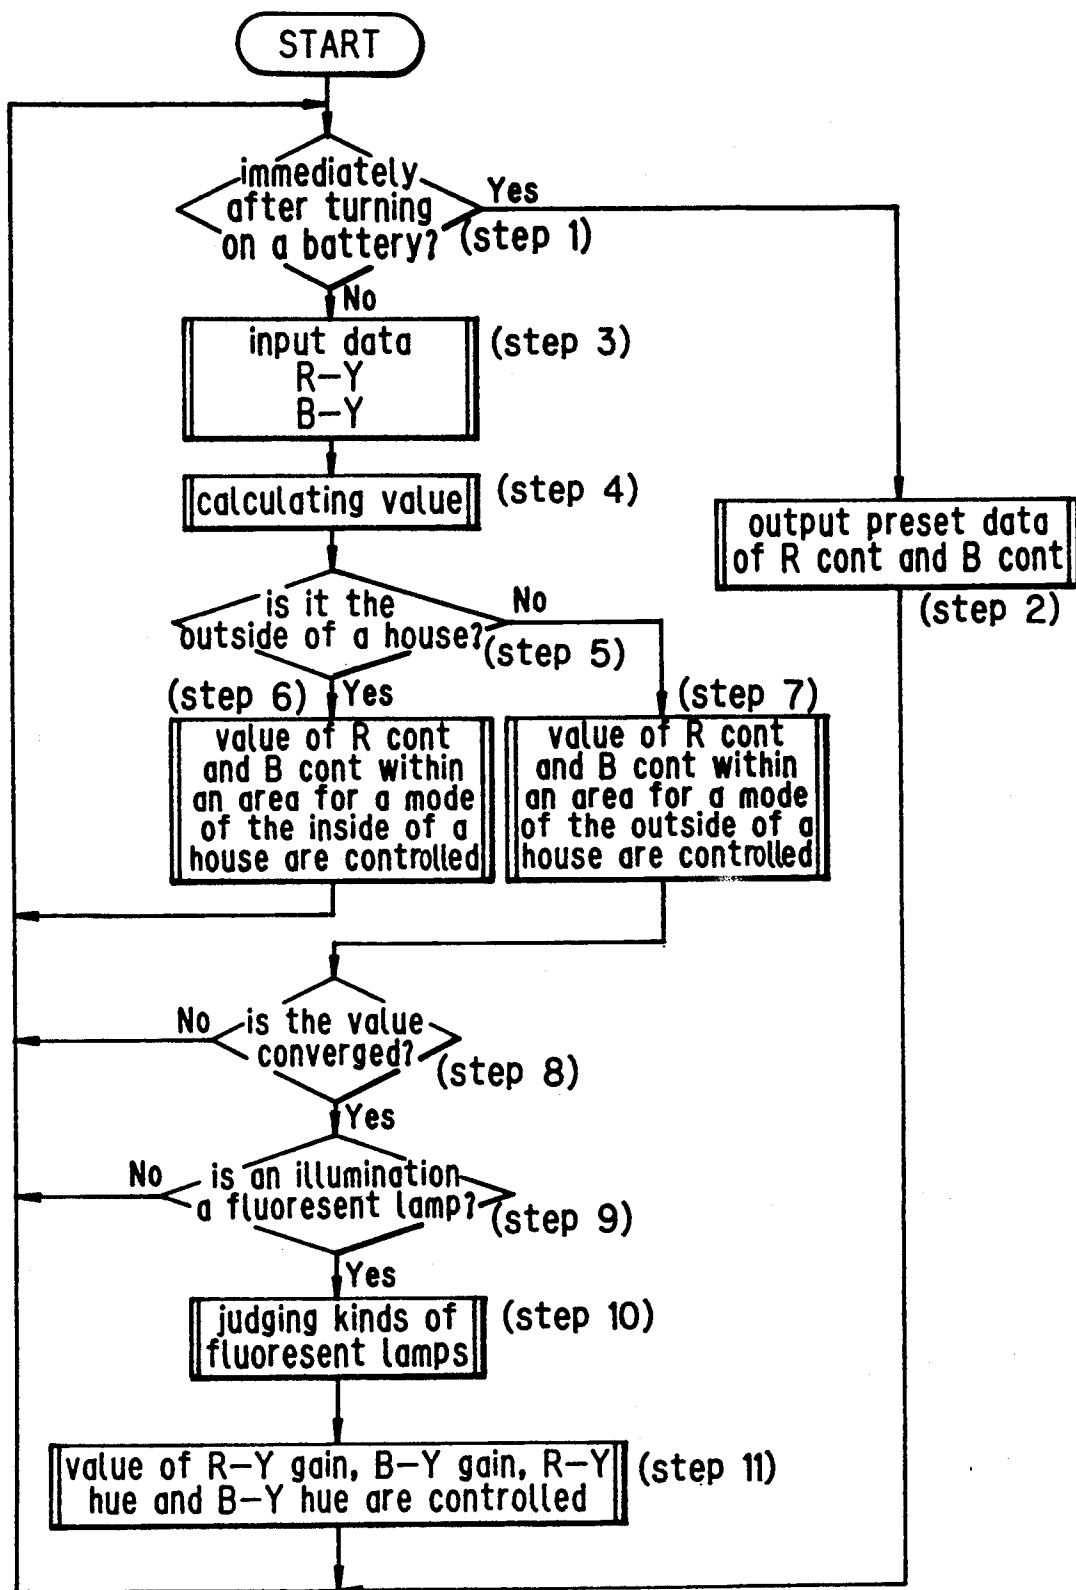 START
immediately
after turning
on a battery?
Yes
(step 1)
No
input data
R–Y
B–Y
(step 3)
calculating value
(step 4)
output preset data
of R cont and B cont
(step 2)
is it the
outside of a house?
No
(step 5)
(step 6)
Yes
(step 7)
value of R cont
and B cont within
an area for a mode
of the inside of a
house are controlled
value of R cont
and B cont within
an area for a mode
of the outside of a
house are controlled
No
is the value
converged?
(step 8)
Yes
No
is an illumination
a fluoresent lamp?
(step 9)
Yes
judging kinds of
fluoresent lamps
(step 10)
value of R–Y gain, B–Y gain, R–Y
hue and B–Y hue are controlled
(step 11)